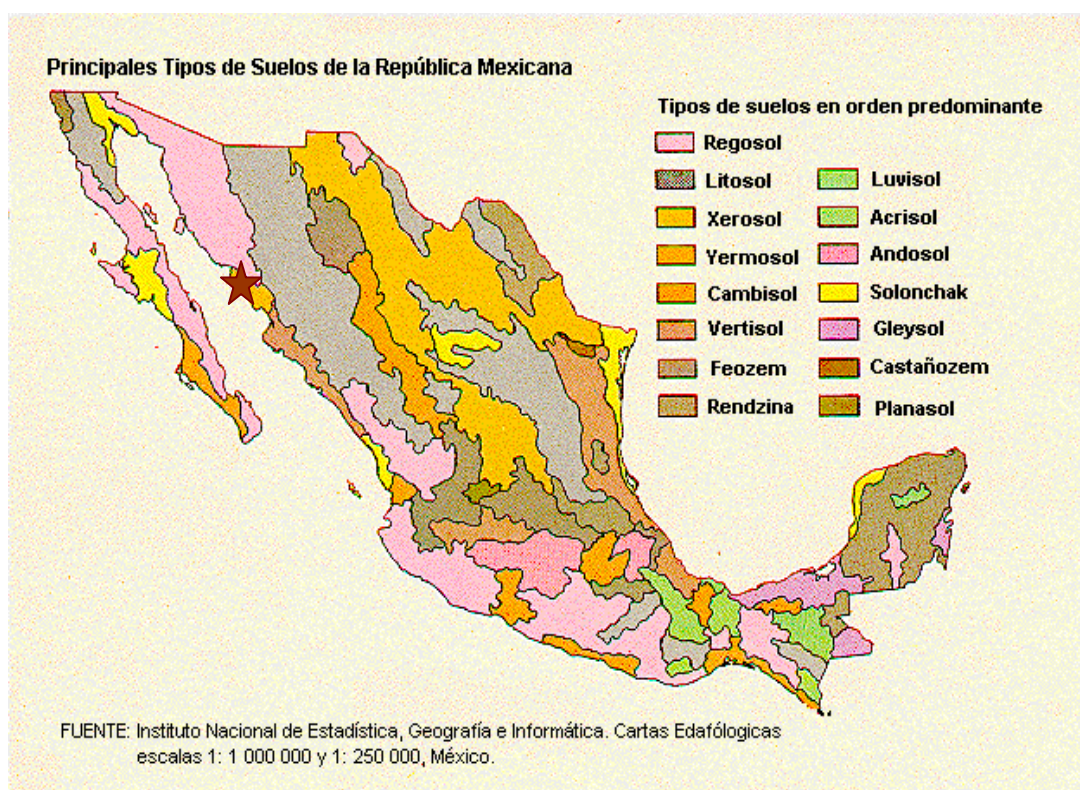 Principales Tipos de Suelos de la República Mexicana
Tipos de suelos en orden predominante
Regosol
Litosol
Luvisol
Xerosol
Acrisol
Yermosol
Andosol
Cambisol
Solonchak
Vertisol
Gleysol
Feozem
Castañozem
Rendzina
Planasol
FUENTE: Instituto Nacional de Estadística, Geografía e Informática. Cartas Edafólogicas
escalas 1: 1 000 000 y 1: 250 000, México.